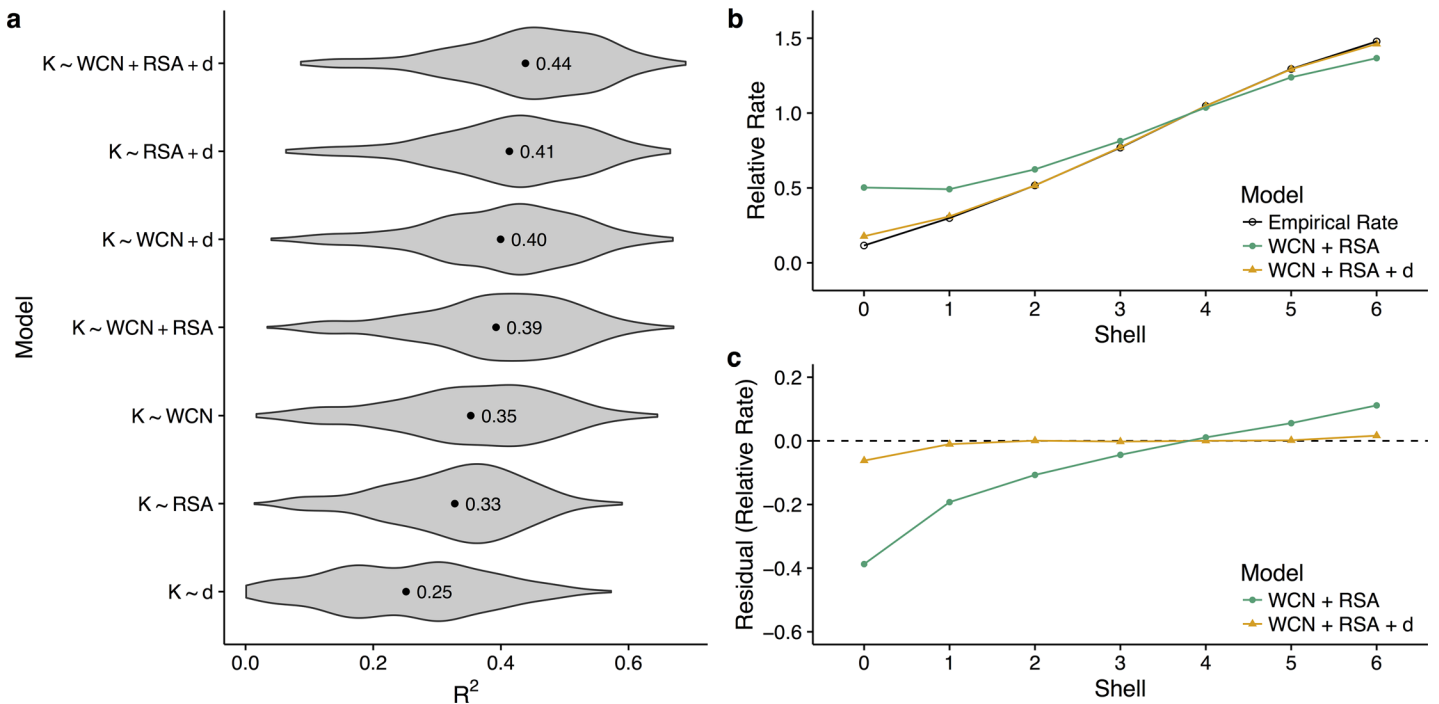 a
Model
K ~ WCN + RSA + d
0.44
K ~ RSA + d
0.41
K ~ WCN + d
0.40
K ~ WCN + RSA
0.39
K ~ WCN
0.35
K ~ RSA
0.33
K ~ d
0.25
0.0 0.2 0.4 0.6
R²
b
Relative Rate
1.5
1.0
0.5
0.0
Model
Empirical Rate
WCN + RSA
WCN + RSA + d
0 1 2 3 4 5 6
Shell
c
Residual (Relative Rate)
0.2
0.0
−0.2
−0.4
−0.6
Model
WCN + RSA
WCN + RSA + d
0 1 2 3 4 5 6
Shell